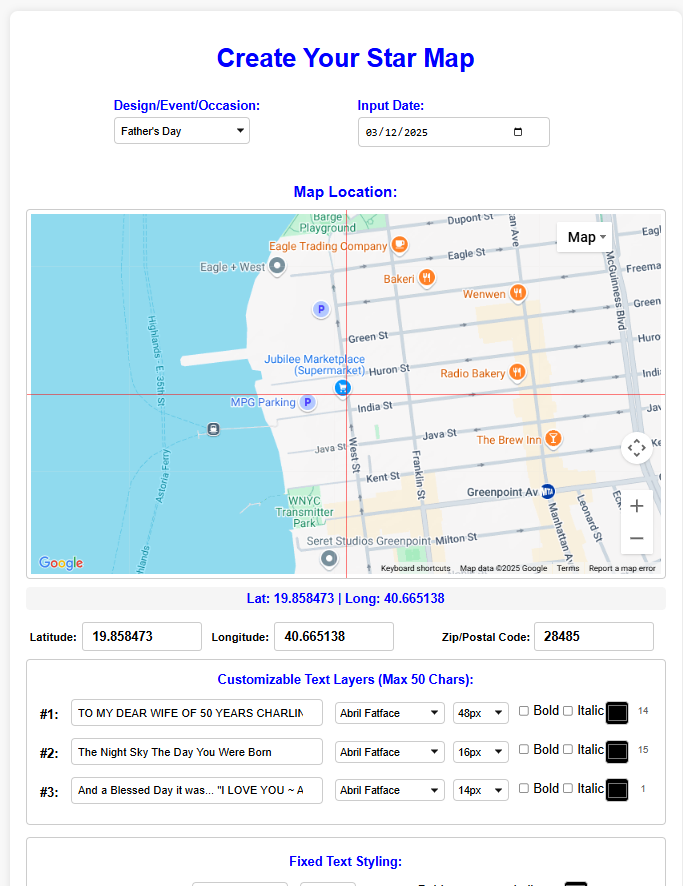 Create Your Star Map
Design/Event/Occasion:
Input Date:
Father's Day
03/12/2025
Map Location:
Barge
Playground
Dupont St
Eagle Trading Company
Eagle St
Map
Eagl
Eagle + West
Bakeri
McGuinness Blvd
Freema
Wenwen
Green
P
Green St
Huro
Highlands - E. 35th St
Jubilee Marketplace
(Supermarket)
Huron St
Radio Bakery
Indi
MPG Parking
P
India St
Jav
Java St
Java St
The Brew Inn
Ke
West St
Franklin St
Astoria Ferry
Kent St
Greenpoint Av
MTA
WNYC
Transmitter
Park
Leonard St
Manhattan Av
Seret Studios Greenpoint
Milton St
Google
Keyboard shortcuts
Map data ©2025 Google
Terms
Report a map error
Lat: 19.858473 | Long: 40.665138
Latitude: 19.858473
Longitude: 40.665138
Zip/Postal Code: 28485
Customizable Text Layers (Max 50 Chars):
#1: TO MY DEAR WIFE OF 50 YEARS CHARLIN Abril Fatface 48px Bold Italic 14
#2: The Night Sky The Day You Were Born Abril Fatface 16px Bold Italic 15
#3: And a Blessed Day it was... "I LOVE YOU ~ A Abril Fatface 14px Bold Italic 1
Fixed Text Styling: